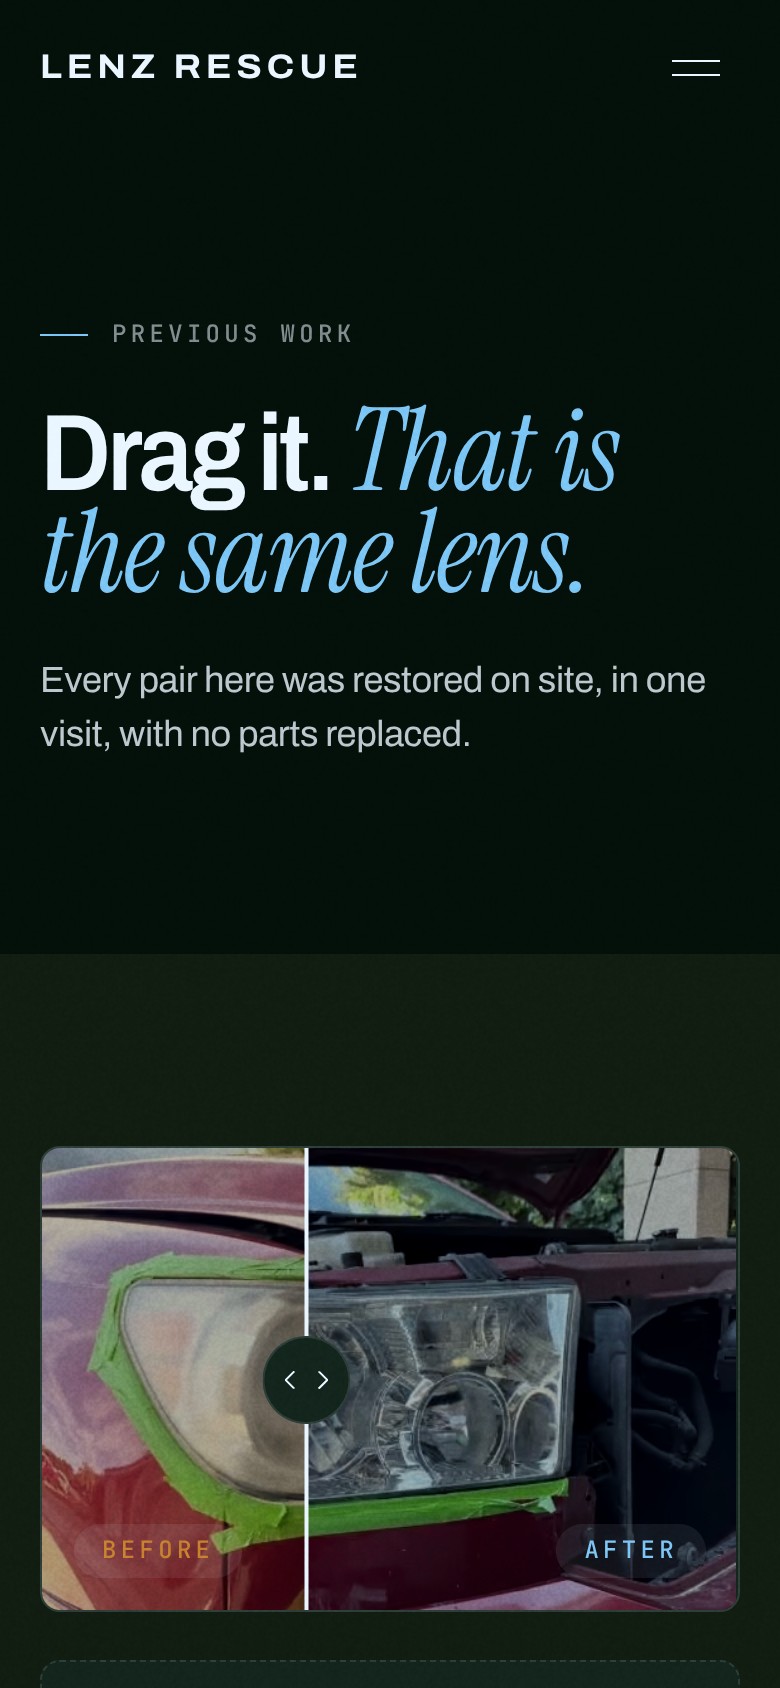 LENZ RESCUE
PREVIOUS WORK
Drag it. That is
the same lens.
Every pair here was restored on site, in one
visit, with no parts replaced.
BEFORE
AFTER